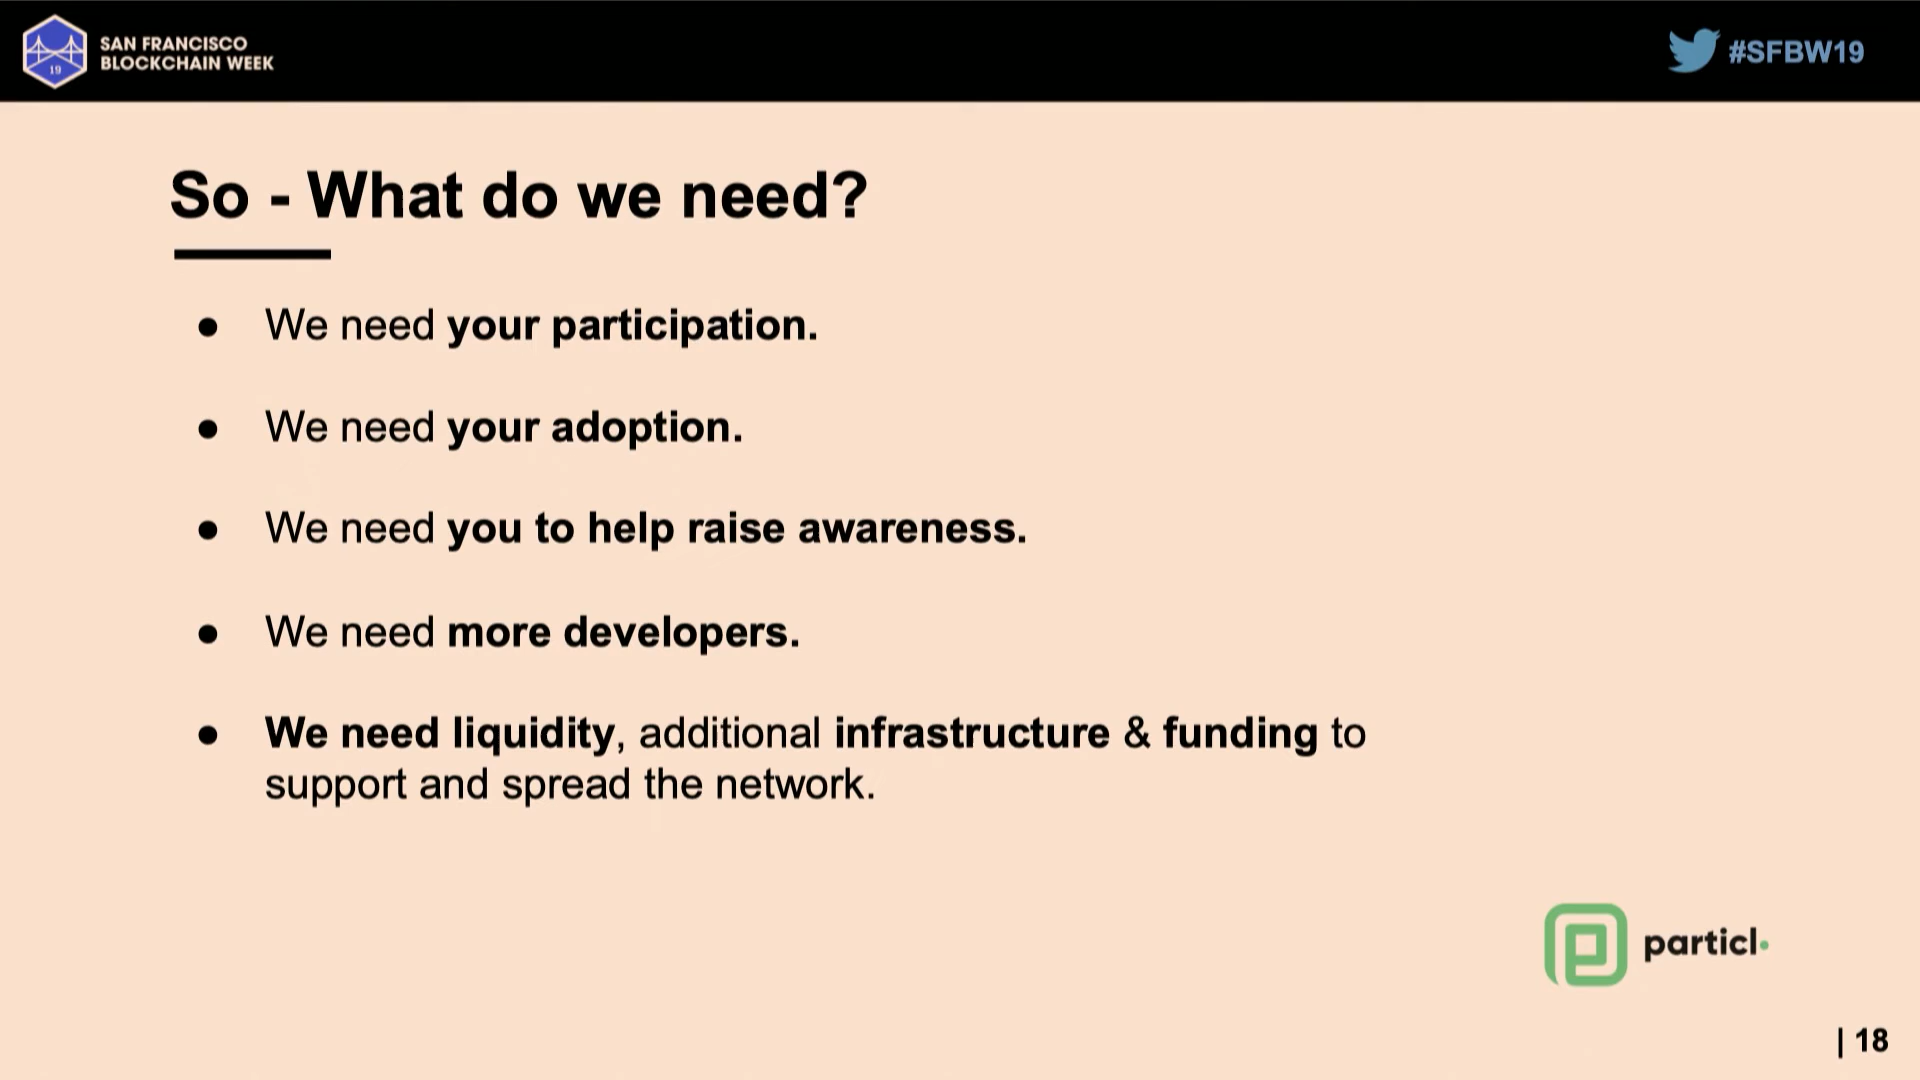 SAN FRANCISCO
BLOCKCHAIN WEEK
19
#SFBW19
So - What do we need?
● We need your participation.
● We need your adoption.
● We need you to help raise awareness.
● We need more developers.
● We need liquidity, additional infrastructure & funding to
support and spread the network.
particl
| 18